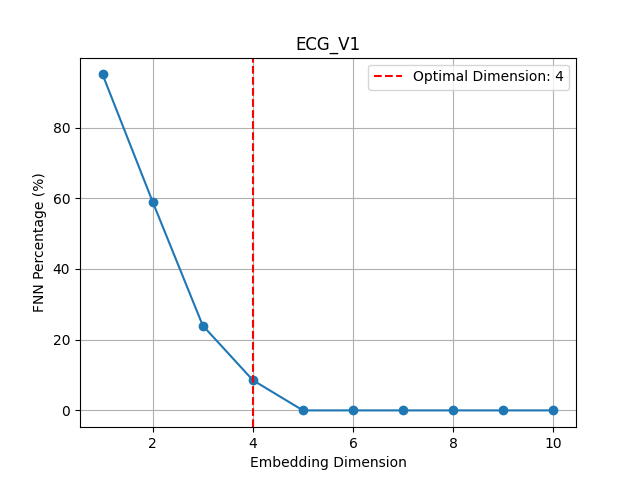 ECG_V1
Optimal Dimension: 4
FNN Percentage (%)
80
60
40
20
0
2 4 6 8 10
Embedding Dimension